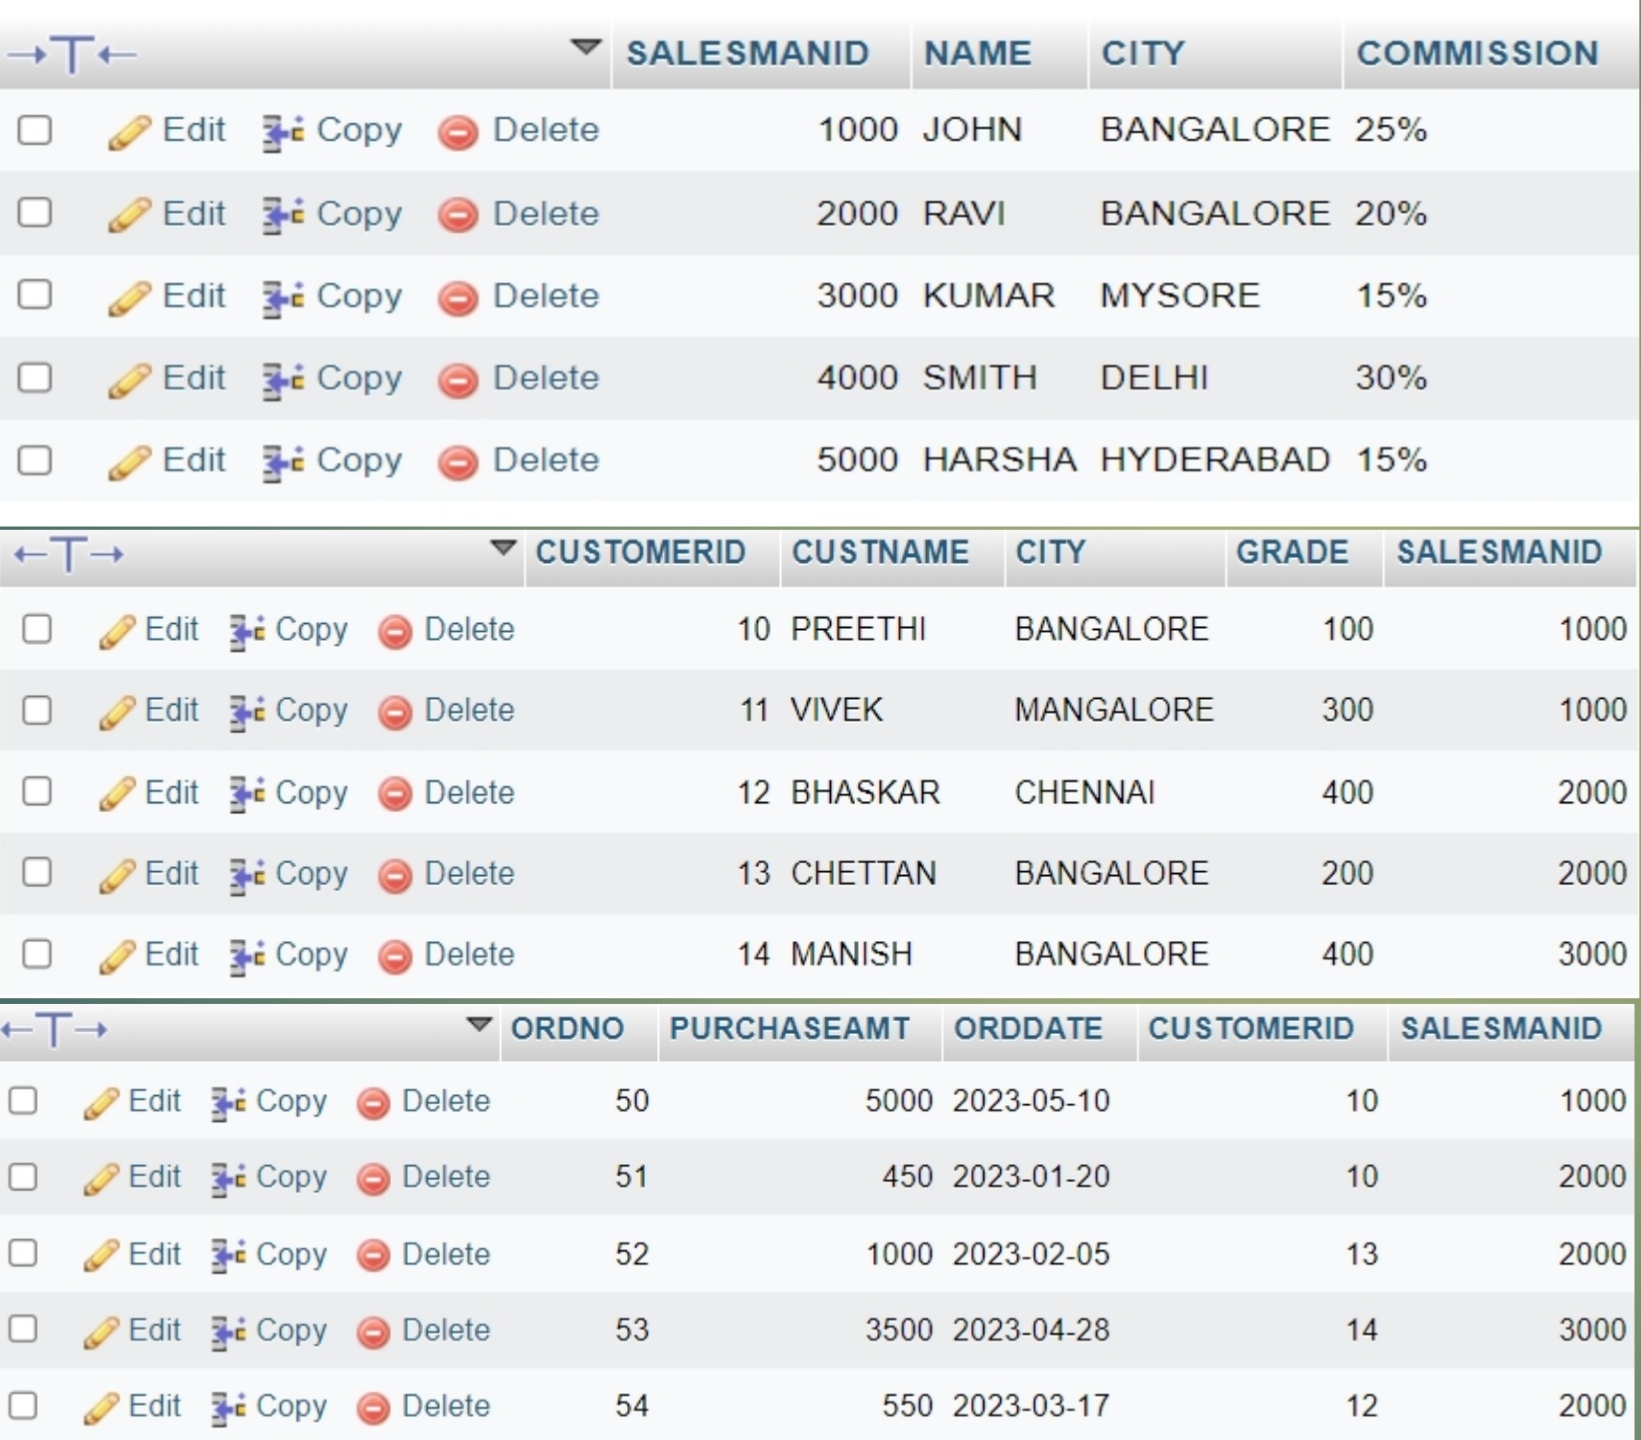 SALESMANID NAME CITY COMMISSION
Edit Copy Delete 1000 JOHN BANGALORE 25%
Edit Copy Delete 2000 RAVI BANGALORE 20%
Edit Copy Delete 3000 KUMAR MYSORE 15%
Edit Copy Delete 4000 SMITH DELHI 30%
Edit Copy Delete 5000 HARSHA HYDERABAD 15%
CUSTOMERID CUSTNAME CITY GRADE SALESMANID
Edit Copy Delete 10 PREETHI BANGALORE 100 1000
Edit Copy Delete 11 VIVEK MANGALORE 300 1000
Edit Copy Delete 12 BHASKAR CHENNAI 400 2000
Edit Copy Delete 13 CHETTAN BANGALORE 200 2000
Edit Copy Delete 14 MANISH BANGALORE 400 3000
ORDNO PURCHASEAMT ORDDATE CUSTOMERID SALESMANID
Edit Copy Delete 50 5000 2023-05-10 10 1000
Edit Copy Delete 51 450 2023-01-20 10 2000
Edit Copy Delete 52 1000 2023-02-05 13 2000
Edit Copy Delete 53 3500 2023-04-28 14 3000
Edit Copy Delete 54 550 2023-03-17 12 2000